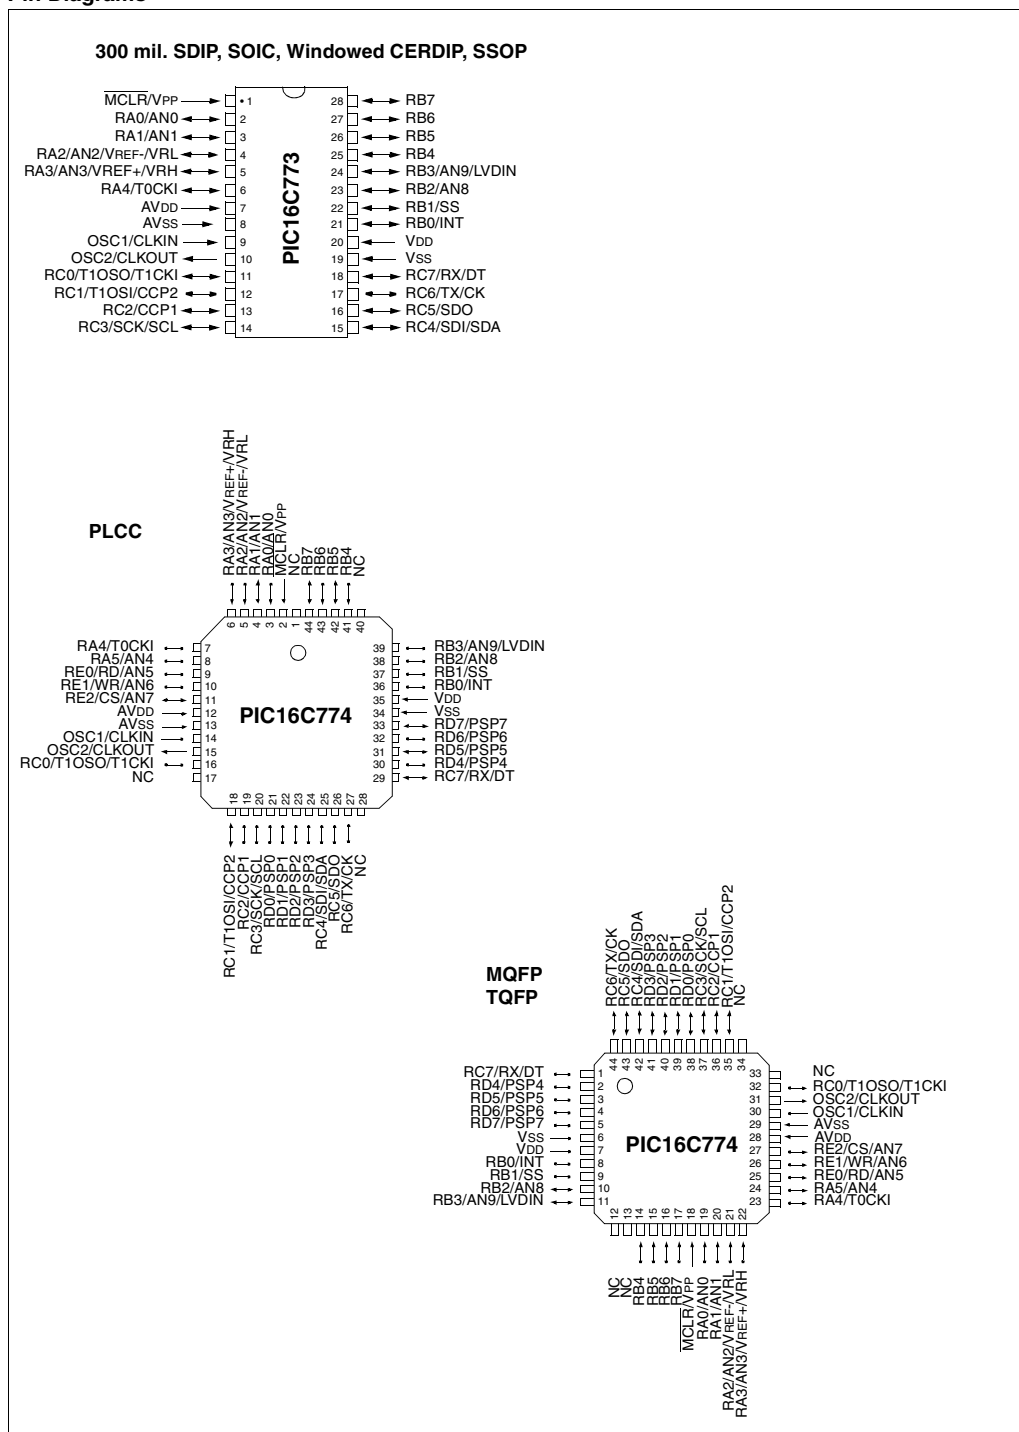 Pin Diagrams
300 mil. SDIP, SOIC, Windowed CERDIP, SSOP
MCLR/VPP 1 28 RB7
RA0/AN0 2 27 RB6
RA1/AN1 3 26 RB5
RA2/AN2/VREF-/VRL 4 25 RB4
RA3/AN3/VREF+/VRH 5 24 RB3/AN9/LVDIN
RA4/T0CKI 6 23 RB2/AN8
AVDD 7 22 RB1/SS
AVSS 8 21 RB0/INT
OSC1/CLKIN 9 20 VDD
OSC2/CLKOUT 10 19 VSS
RC0/T1OSO/T1CKI 11 18 RC7/RX/DT
RC1/T1OSI/CCP2 12 17 RC6/TX/CK
RC2/CCP1 13 16 RC5/SDO
RC3/SCK/SCL 14 15 RC4/SDI/SDA
PIC16C773
PLCC
RA3/AN3/VREF+/VRH
RA2/AN2/VREF-/VRL
RA1/AN1
RA0/AN0
MCLR/VPP
NC
RB7
RB6
RB5
RB4
NC
6 5 4 3 2 1 44 43 42 41 40
RA4/T0CKI 7 39 RB3/AN9/LVDIN
RA5/AN4 8 38 RB2/AN8
RE0/RD/AN5 9 37 RB1/SS
RE1/WR/AN6 10 36 RB0/INT
RE2/CS/AN7 11 35 VDD
AVDD 12 34 VSS
AVSS 13 33 RD7/PSP7
OSC1/CLKIN 14 32 RD6/PSP6
OSC2/CLKOUT 15 31 RD5/PSP5
RC0/T1OSO/T1CKI 16 30 RD4/PSP4
NC 17 29 RC7/RX/DT
PIC16C774
18 19 20 21 22 23 24 25 26 27 28
RC1/T1OSI/CCP2
RC2/CCP1
RC3/SCK/SCL
RD0/PSP0
RD1/PSP1
RD2/PSP2
RD3/PSP3
RC4/SDI/SDA
RC5/SDO
RC6/TX/CK
NC
MQFP
TQFP
RC6/TX/CK
RC5/SDO
RC4/SDI/SDA
RD3/PSP3
RD2/PSP2
RD1/PSP1
RD0/PSP0
RC3/SCK/SCL
RC2/CCP1
RC1/T1OSI/CCP2
NC
44 43 42 41 40 39 38 37 36 35 34
RC7/RX/DT 1 33 NC
RD4/PSP4 2 32 RC0/T1OSO/T1CKI
RD5/PSP5 3 31 OSC2/CLKOUT
RD6/PSP6 4 30 OSC1/CLKIN
RD7/PSP7 5 29 AVSS
VSS 6 28 AVDD
VDD 7 27 RE2/CS/AN7
RB0/INT 8 26 RE1/WR/AN6
RB1/SS 9 25 RE0/RD/AN5
RB2/AN8 10 24 RA5/AN4
RB3/AN9/LVDIN 11 23 RA4/T0CKI
PIC16C774
12 13 14 15 16 17 18 19 20 21 22
NC
NC
RB4
RB5
RB6
RB7
MCLR/VPP
RA0/AN0
RA1/AN1
RA2/AN2/VREF-/VRL
RA3/AN3/VREF+/VRH